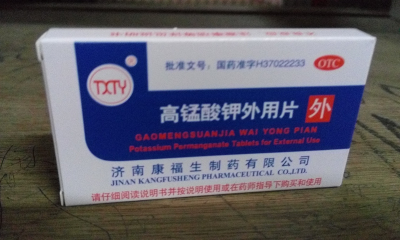 批准文号：国药准字H37022233
OTC
TXTY
高锰酸钾外用片
外
GAOMENGSUANJIA WAI YONG PIAN
Potassium Permanganate Tablets for External Use
济南康福生制药有限公司
JINAN KANGFUSHENG PHARMACEUTICAL CO.,LTD.
请仔细阅读说明书并按说明使用或在药师指导下购买和使用